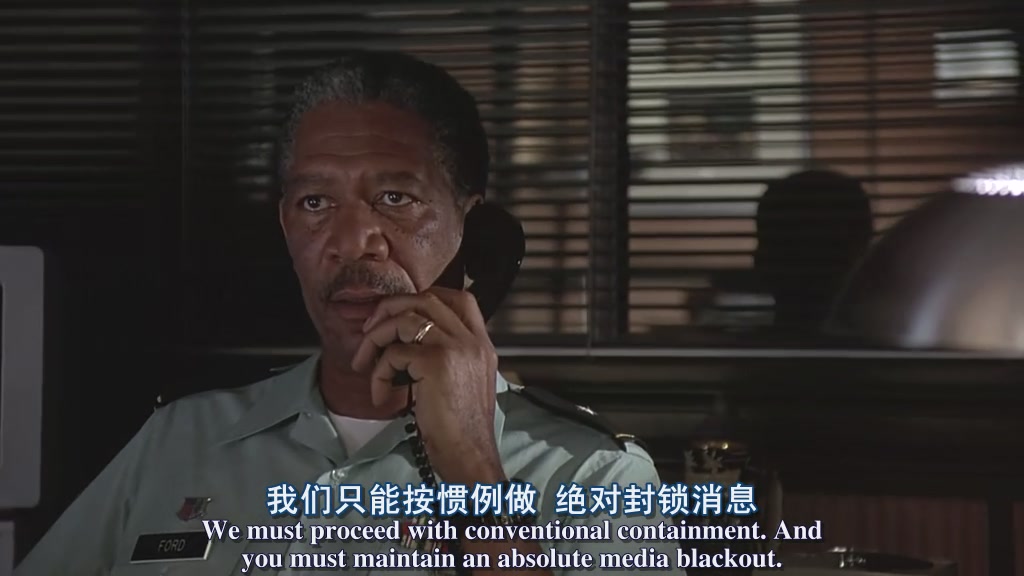 FORD
我们只能按惯例做 绝对封锁消息
We must proceed with conventional containment. And
you must maintain an absolute media blackout.